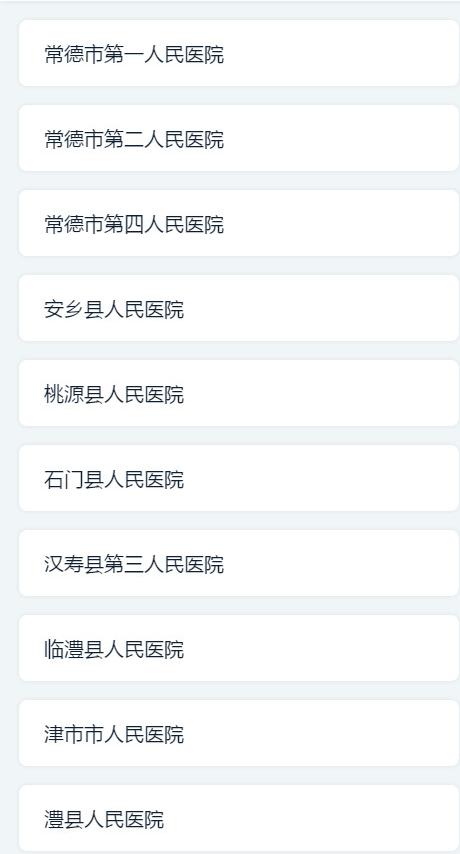 常德市第一人民医院
常德市第二人民医院
常德市第四人民医院
安乡县人民医院
桃源县人民医院
石门县人民医院
汉寿县第三人民医院
临澧县人民医院
津市市人民医院
澧县人民医院